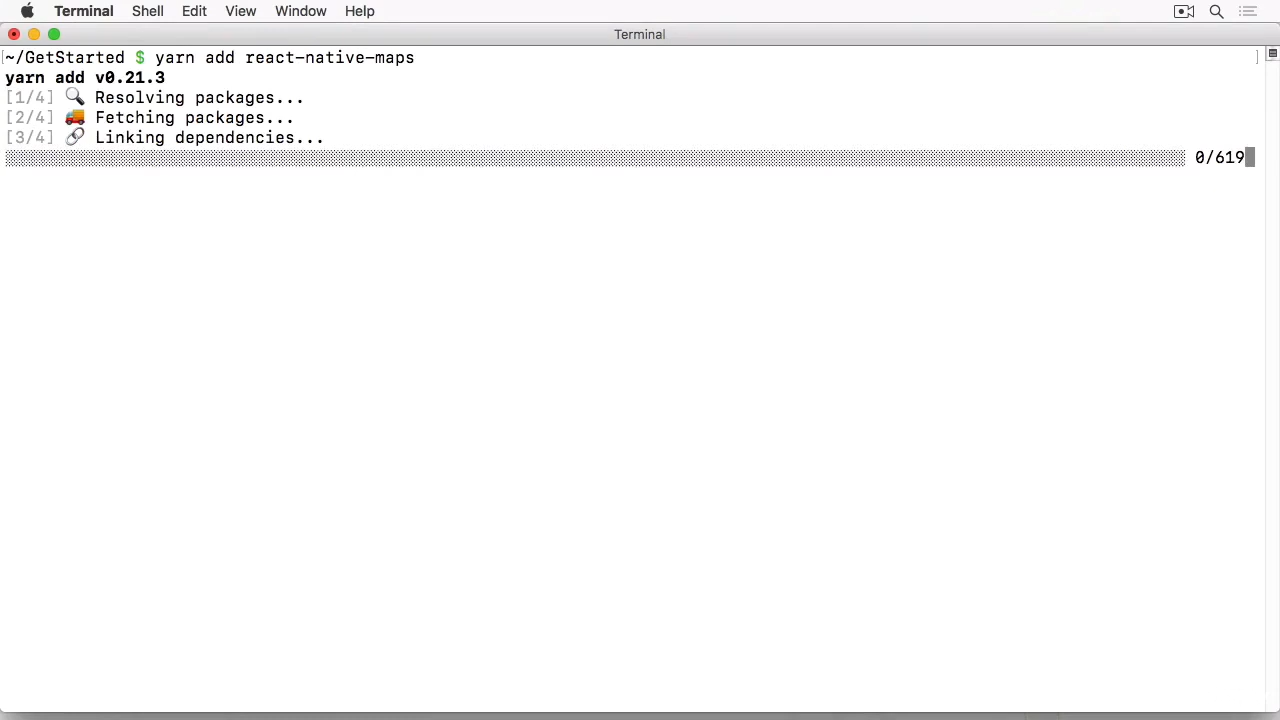 Terminal Shell Edit View Window Help
Terminal
~/GetStarted $ yarn add react-native-maps
yarn add v0.21.3
[1/4] 🔍 Resolving packages...
[2/4] 🚚 Fetching packages...
[3/4] 🔗 Linking dependencies...
0/619